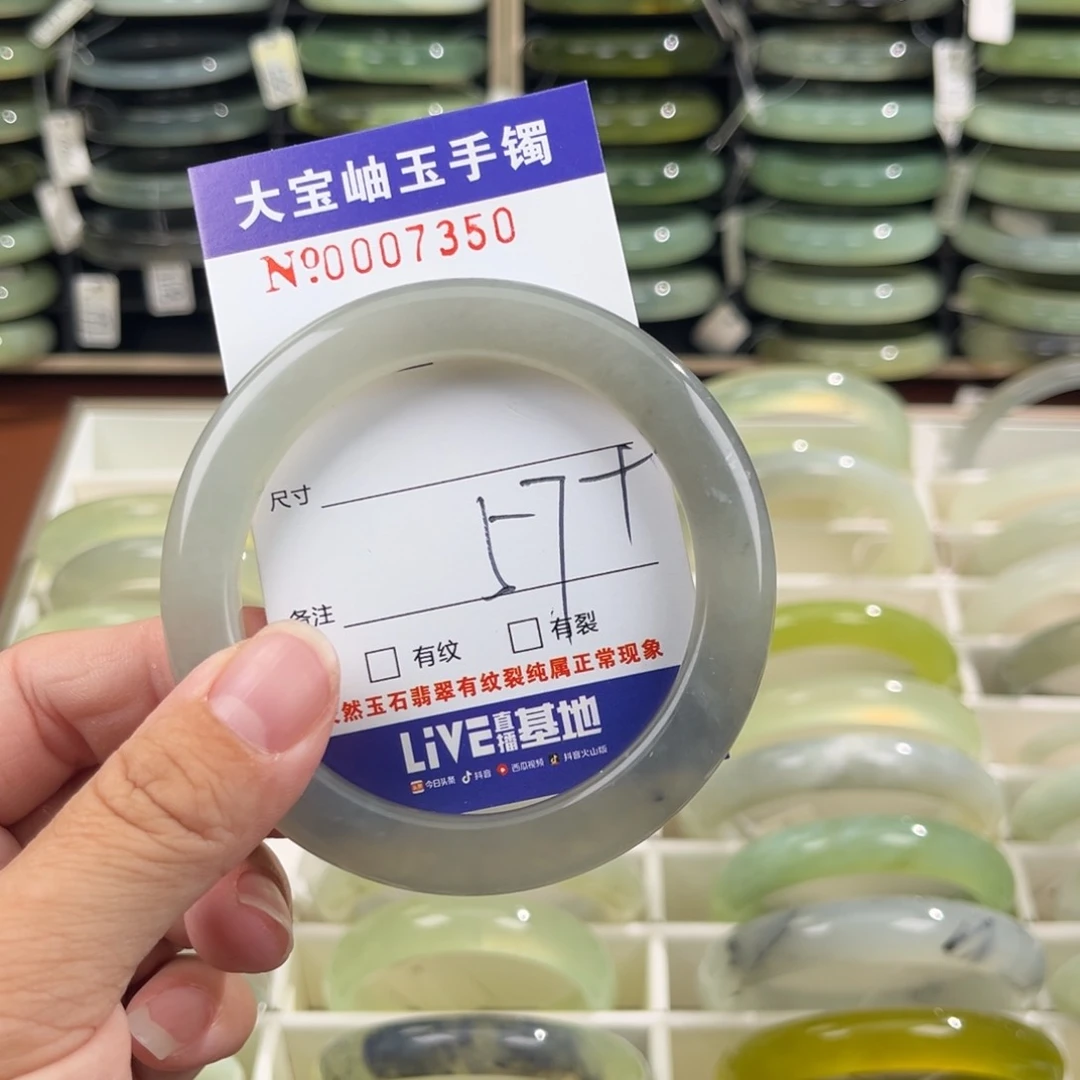 大宝岫玉手镯
Nº0007350
尺寸
57+
备注
有纹 有裂
然玉石翡翠有纹裂纯属正常现象
LiVE直播基地
今日头条 抖音 西瓜视频 抖音火山版